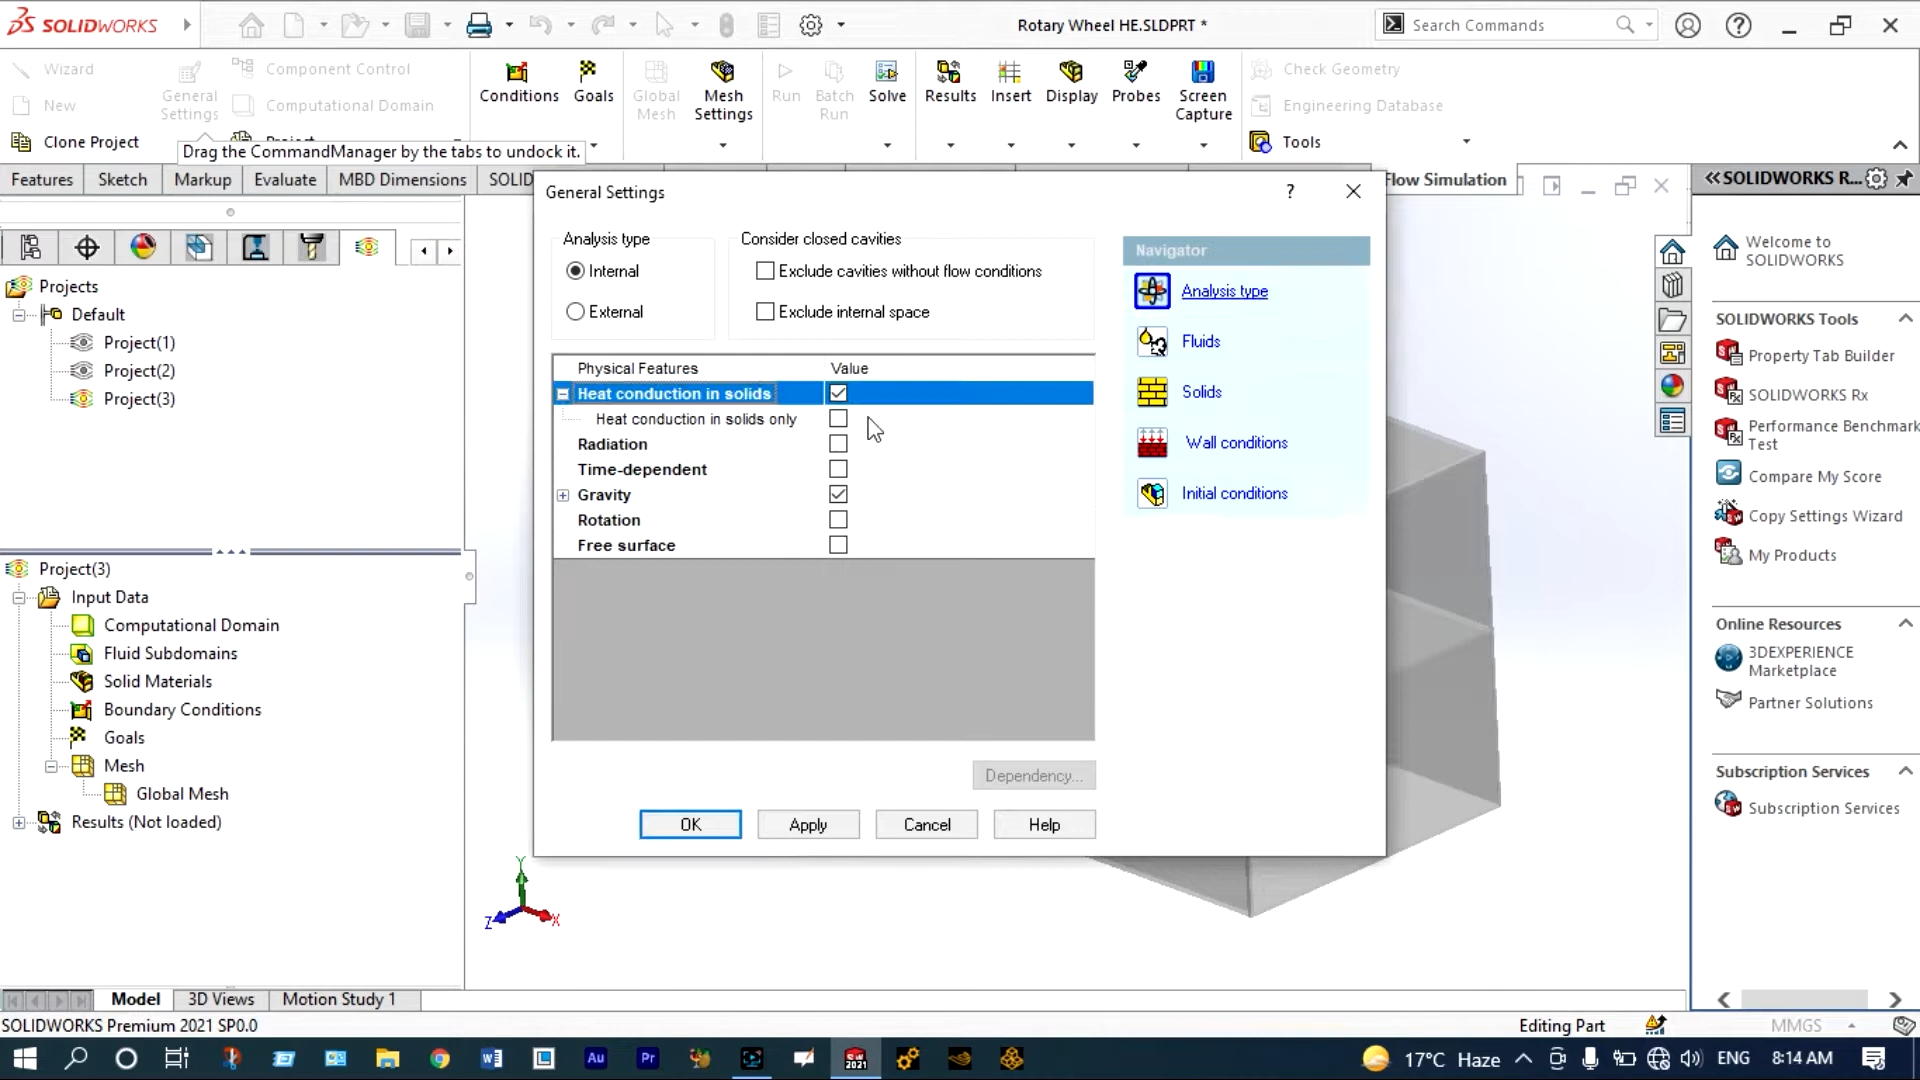 SOLIDWORKS
Rotary Wheel HE.SLDPRT *
Search Commands
Wizard
New
Clone Project
General Settings
Component Control
Computational Domain
Conditions
Goals
Global Mesh
Mesh Settings
Run
Batch Run
Solve
Results
Insert
Display
Probes
Screen Capture
Check Geometry
Engineering Database
Tools
Drag the CommandManager by the tabs to undock it.
Features
Sketch
Markup
Evaluate
MBD Dimensions
SOLID
Flow Simulation
Projects
Default
Project(1)
Project(2)
Project(3)
Project(3)
Input Data
Computational Domain
Fluid Subdomains
Solid Materials
Boundary Conditions
Goals
Mesh
Global Mesh
Results (Not loaded)
General Settings
?
Analysis type
Internal
External
Consider closed cavities
Exclude cavities without flow conditions
Exclude internal space
Physical Features Value
Heat conduction in solids
Heat conduction in solids only
Radiation
Time-dependent
Gravity
Rotation
Free surface
Dependency...
OK
Apply
Cancel
Help
Navigator
Analysis type
Fluids
Solids
Wall conditions
Initial conditions
SOLIDWORKS R...
Welcome to
SOLIDWORKS
SOLIDWORKS Tools
Property Tab Builder
SOLIDWORKS Rx
Performance Benchmark
Test
Compare My Score
Copy Settings Wizard
My Products
Online Resources
3DEXPERIENCE
Marketplace
Partner Solutions
Subscription Services
Subscription Services
Y
Z
X
Model
3D Views
Motion Study 1
SOLIDWORKS Premium 2021 SP0.0
Editing Part
MMGS
W
Au
Pr
SW
2021
17°C Haze
ENG
8:14 AM